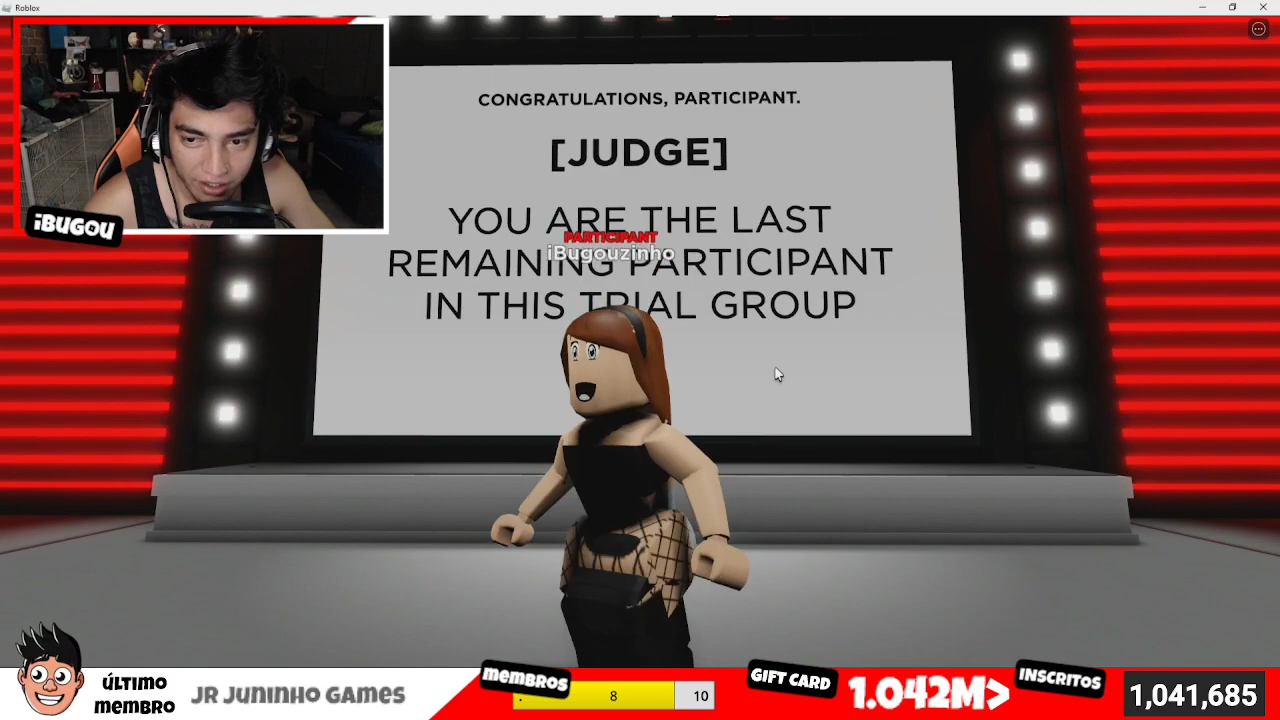 Roblox
CONGRATULATIONS, PARTICIPANT.
[JUDGE]
YOU ARE THE LAST
PARTICIPANT
iBugouzinho
REMAINING PARTICIPANT
IN THIS TRIAL GROUP
iBUGOU
ÚLTIMO
MEMBRO
JR JUNINHO GAMES
MEMBROS
8
10
GIFT CARD
1.042M>
INSCRITOS
1,041,685